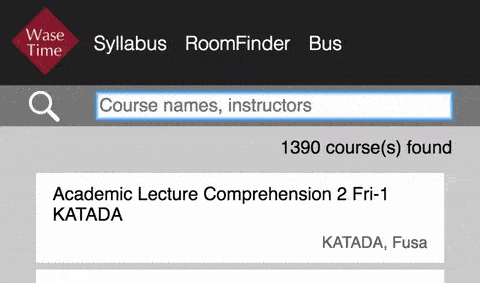 Wase
Time
Syllabus RoomFinder Bus
Course names, instructors
1390 course(s) found
Academic Lecture Comprehension 2 Fri-1
KATADA
KATADA, Fusa